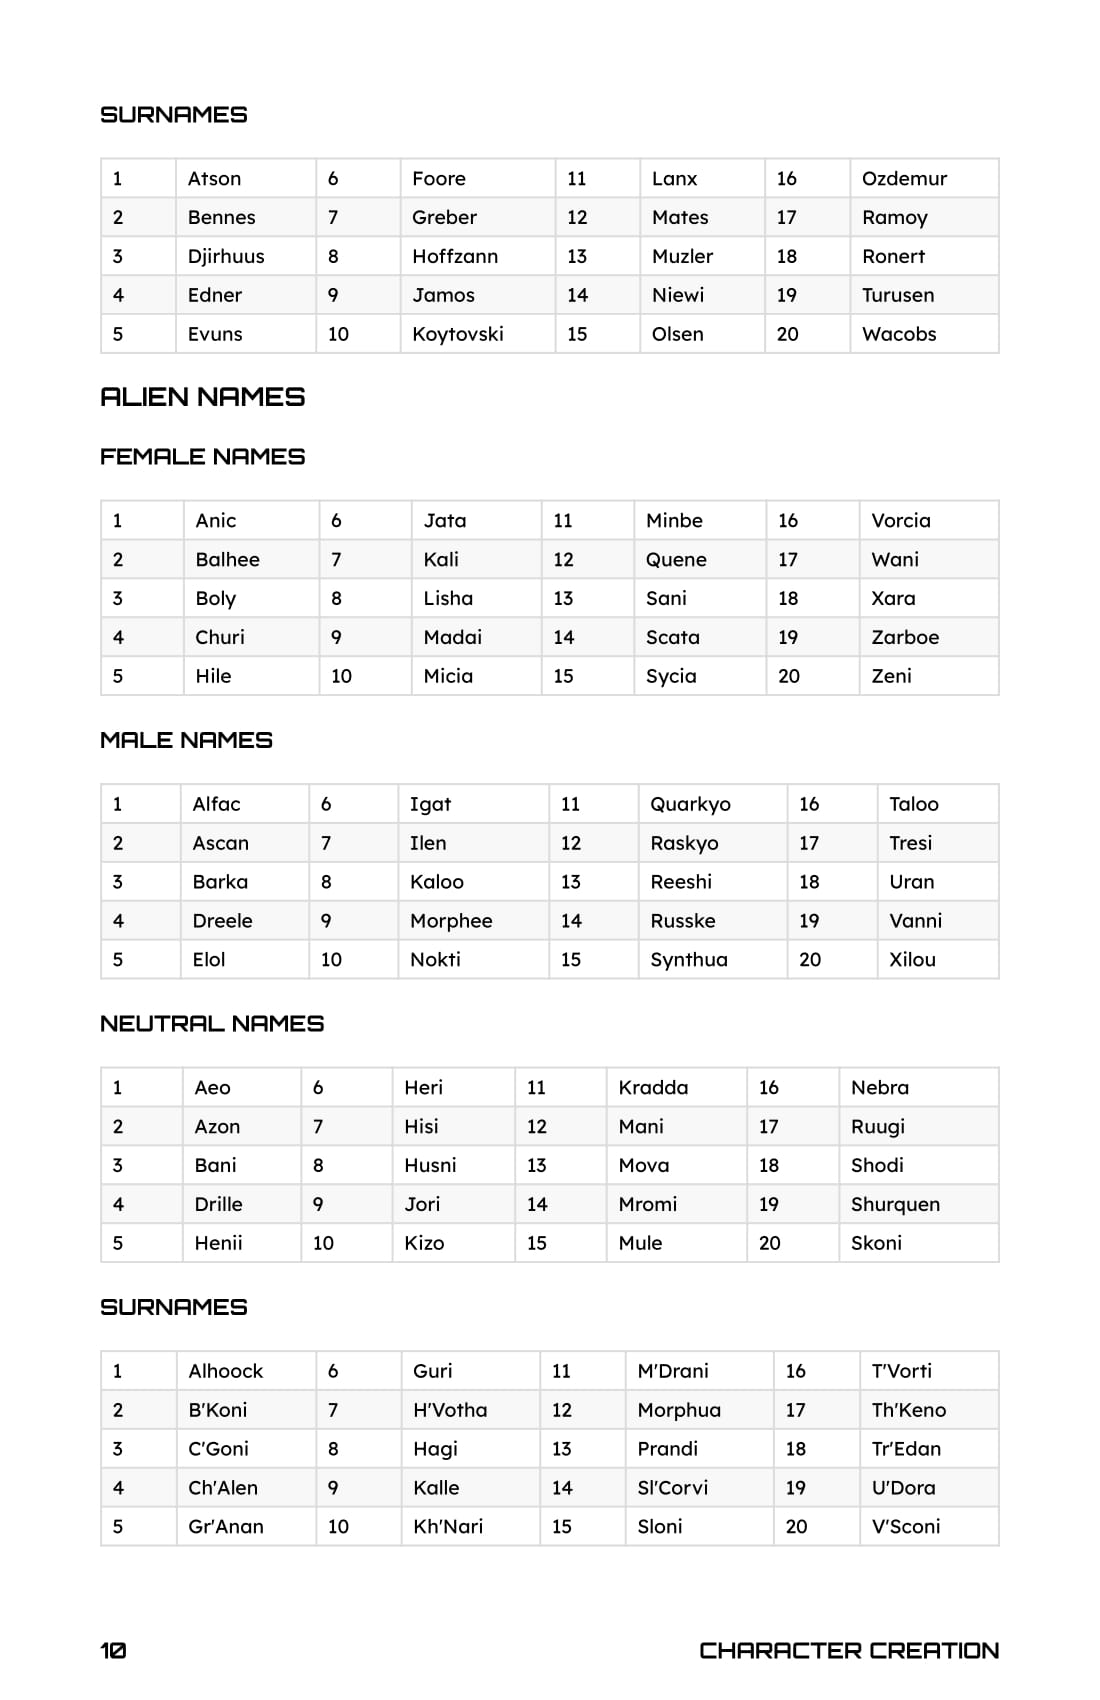 SURNAMES
1 Atson 6 Foore 11 Lanx 16 Ozdemur
2 Bennes 7 Greber 12 Mates 17 Ramoy
3 Djirhuus 8 Hoffzann 13 Muzler 18 Ronert
4 Edner 9 Jamos 14 Niewi 19 Turusen
5 Evuns 10 Koytovski 15 Olsen 20 Wacobs
ALIEN NAMES
FEMALE NAMES
1 Anic 6 Jata 11 Minbe 16 Vorcia
2 Balhee 7 Kali 12 Quene 17 Wani
3 Boly 8 Lisha 13 Sani 18 Xara
4 Churi 9 Madai 14 Scata 19 Zarboe
5 Hile 10 Micia 15 Sycia 20 Zeni
MALE NAMES
1 Alfac 6 Igat 11 Quarkyo 16 Taloo
2 Ascan 7 Ilen 12 Raskyo 17 Tresi
3 Barka 8 Kaloo 13 Reeshi 18 Uran
4 Dreele 9 Morphee 14 Russke 19 Vanni
5 Elol 10 Nokti 15 Synthua 20 Xilou
NEUTRAL NAMES
1 Aeo 6 Heri 11 Kradda 16 Nebra
2 Azon 7 Hisi 12 Mani 17 Ruugi
3 Bani 8 Husni 13 Mova 18 Shodi
4 Drille 9 Jori 14 Mromi 19 Shurquen
5 Henii 10 Kizo 15 Mule 20 Skoni
SURNAMES
1 Alhoock 6 Guri 11 M'Drani 16 T'Vorti
2 B'Koni 7 H'Votha 12 Morphua 17 Th'Keno
3 C'Goni 8 Hagi 13 Prandi 18 Tr'Edan
4 Ch'Alen 9 Kalle 14 Sl'Corvi 19 U'Dora
5 Gr'Anan 10 Kh'Nari 15 Sloni 20 V'Sconi
10 CHARACTER CREATION